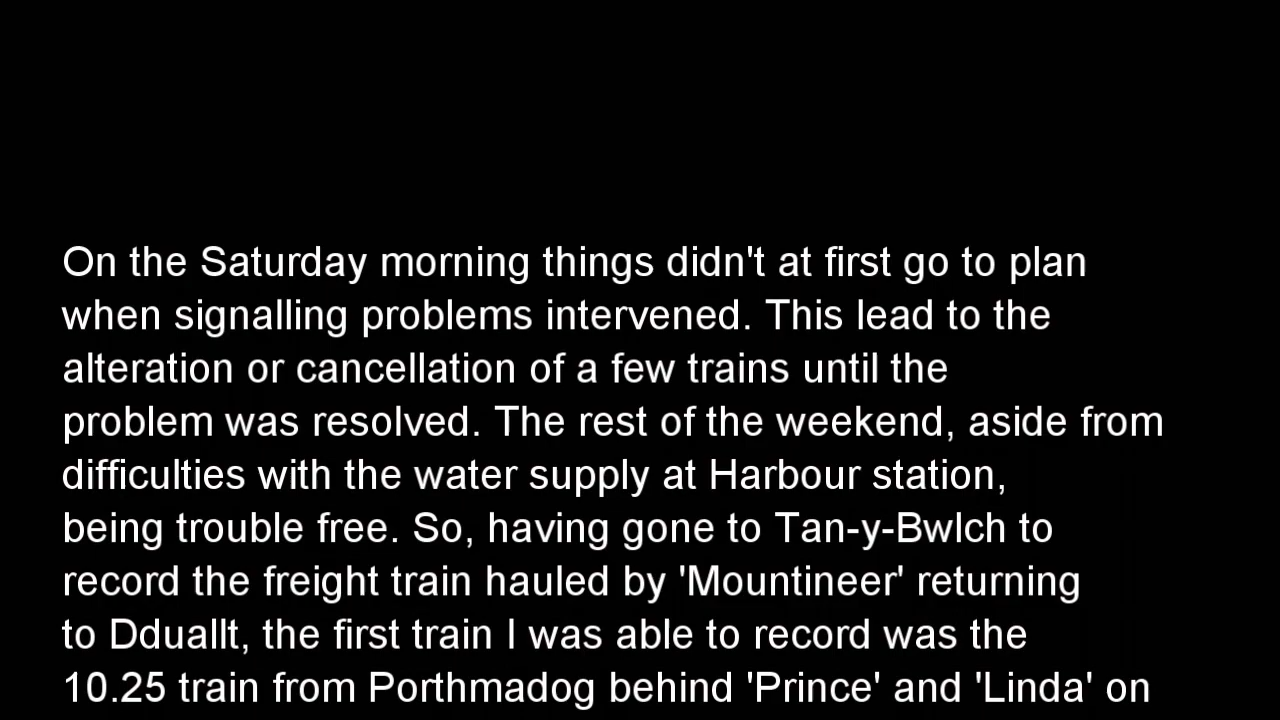 On the Saturday morning things didn't at first go to plan
when signalling problems intervened. This lead to the
alteration or cancellation of a few trains until the
problem was resolved. The rest of the weekend, aside from
difficulties with the water supply at Harbour station,
being trouble free. So, having gone to Tan-y-Bwlch to
record the freight train hauled by 'Mountineer' returning
to Dduallt, the first train I was able to record was the
10.25 train from Porthmadog behind 'Prince' and 'Linda' on